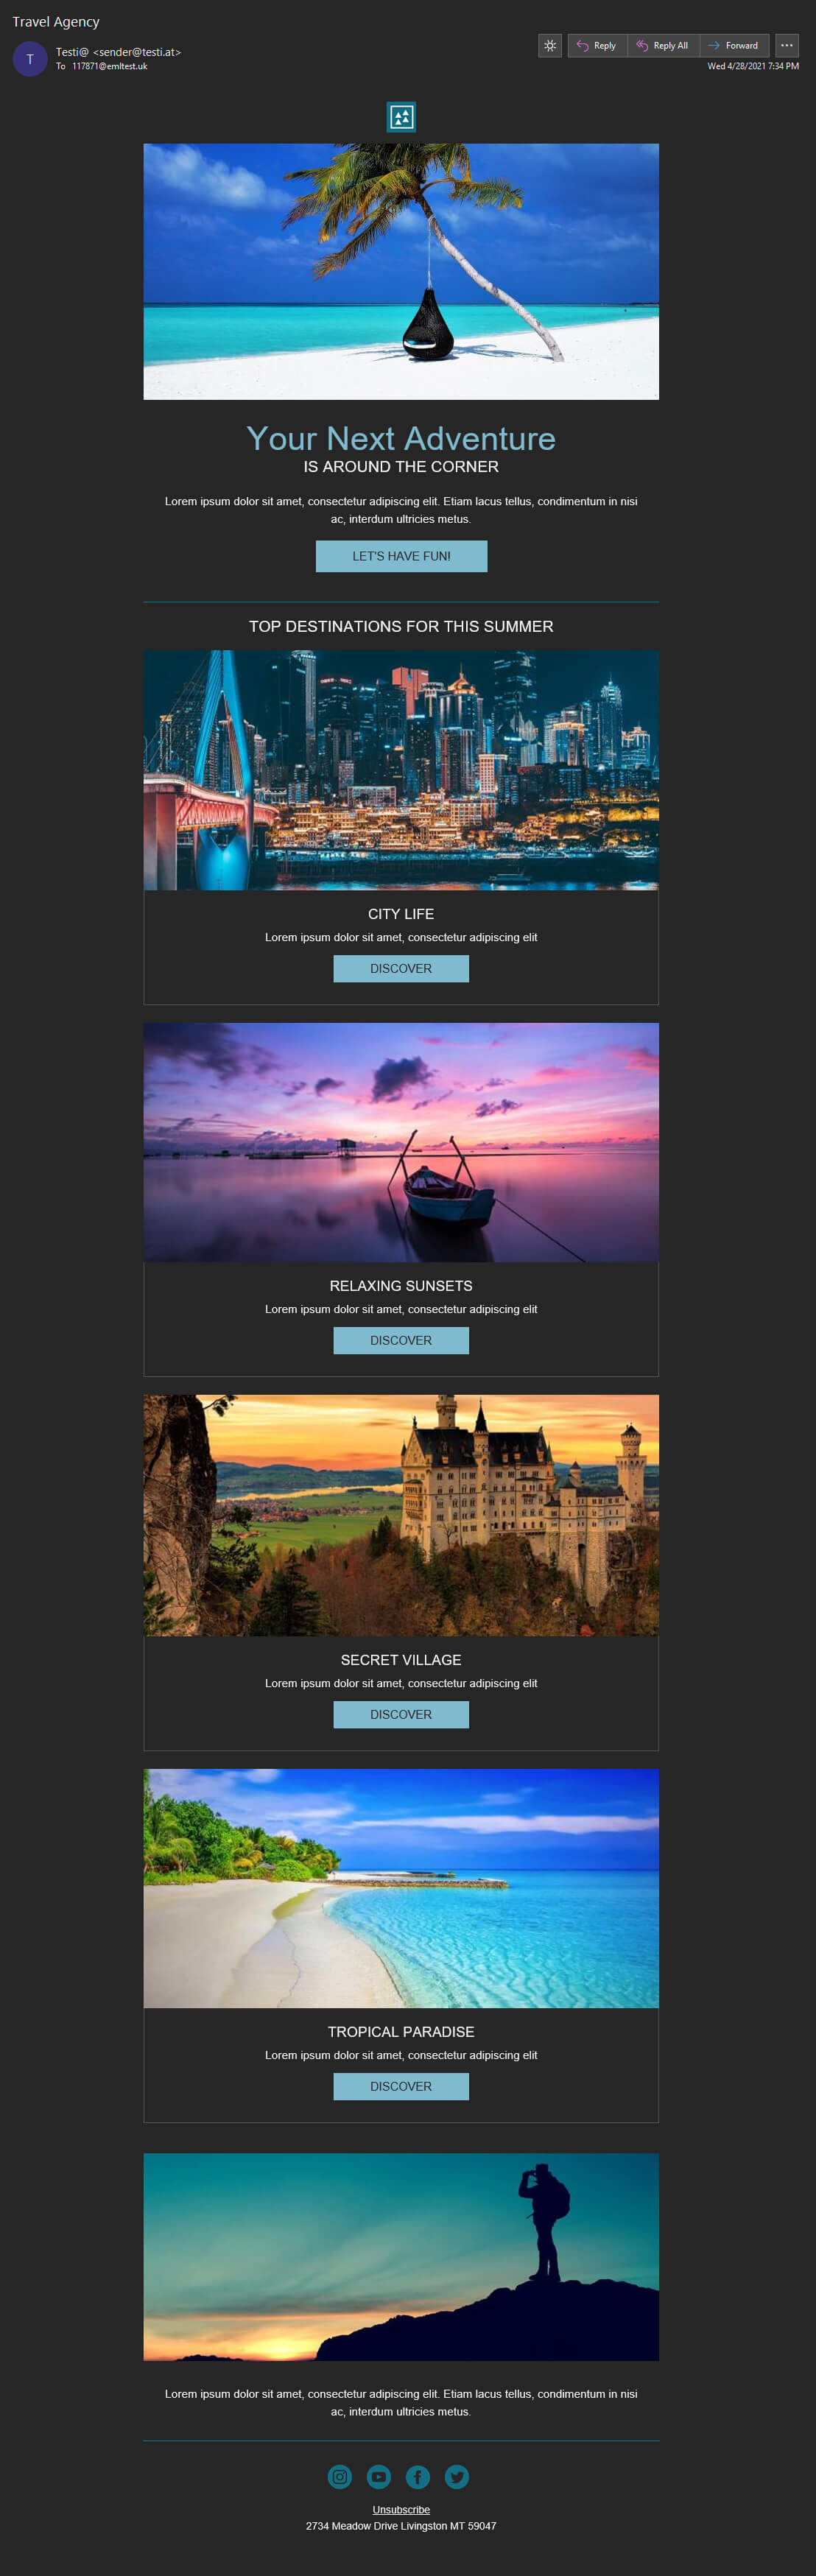 Travel Agency
T
Testi@ <sender@testi.at>
To 117871@emltest.uk
Reply
Reply All
Forward
Wed 4/28/2021 7:34 PM
Your Next Adventure
IS AROUND THE CORNER
Lorem ipsum dolor sit amet, consectetur adipiscing elit. Etiam lacus tellus, condimentum in nisi
ac, interdum ultricies metus.
LET'S HAVE FUN!
TOP DESTINATIONS FOR THIS SUMMER
CITY LIFE
Lorem ipsum dolor sit amet, consectetur adipiscing elit
DISCOVER
RELAXING SUNSETS
Lorem ipsum dolor sit amet, consectetur adipiscing elit
DISCOVER
SECRET VILLAGE
Lorem ipsum dolor sit amet, consectetur adipiscing elit
DISCOVER
TROPICAL PARADISE
Lorem ipsum dolor sit amet, consectetur adipiscing elit
DISCOVER
Lorem ipsum dolor sit amet, consectetur adipiscing elit. Etiam lacus tellus, condimentum in nisi
ac, interdum ultricies metus.
Unsubscribe
2734 Meadow Drive Livingston MT 59047